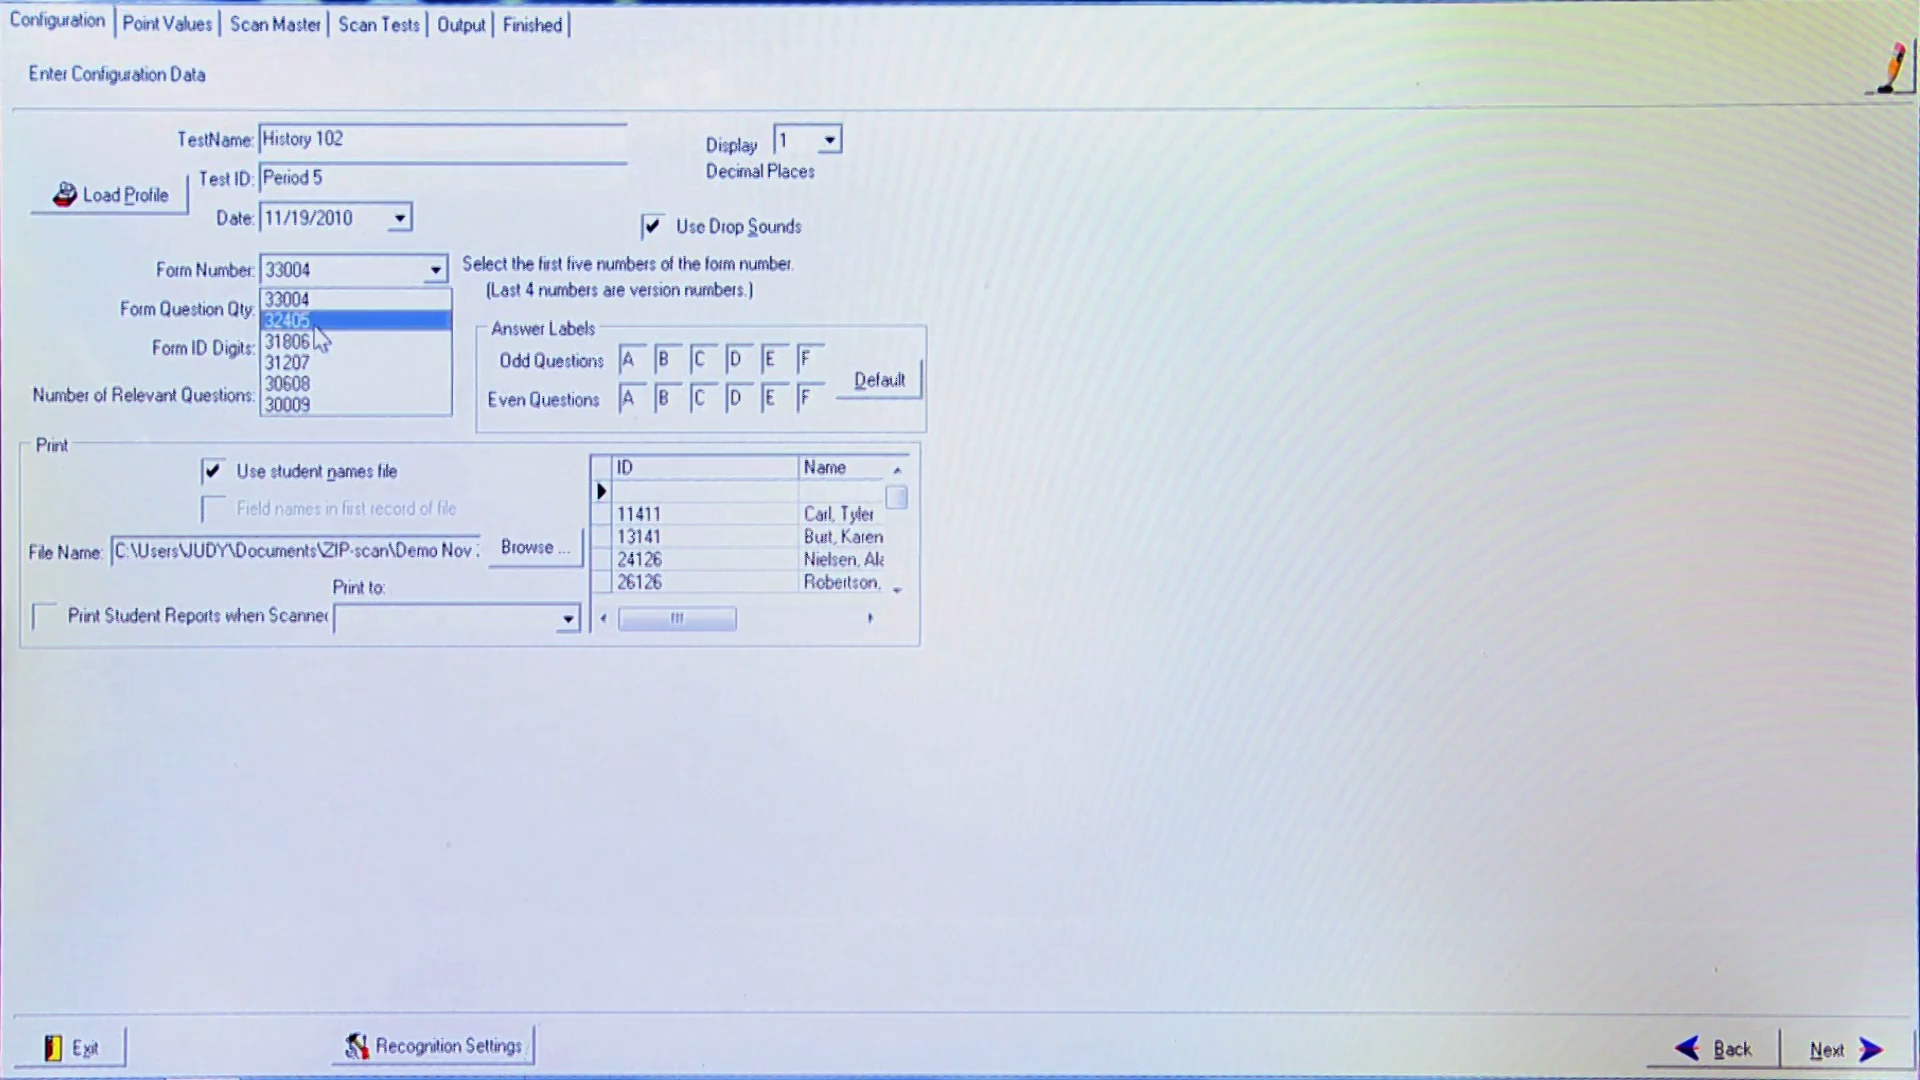 Configuration Point Values Scan Master Scan Tests Output Finished
Enter Configuration Data
TestName: History 102
Display 1
Decimal Places
Load Profile
Test ID: Period 5
Date: 11/19/2010
Use Drop Sounds
Form Number: 33004
Select the first five numbers of the form number.
(Last 4 numbers are version numbers.)
Form Question Qty:
Form ID Digits:
Number of Relevant Questions:
33004
32405
31806
31207
30608
30009
Answer Labels
Odd Questions A B C D E F
Even Questions A B C D E F
Default
Print
Use student names file
Field names in first record of file
File Name: C:\Users\JUDY\Documents\ZIP-scan\Demo Nov
Browse ...
Print to:
Print Student Reports when Scanned
ID Name
11411 Carl, Tyler
13141 Burt, Karen
24126 Nielsen,
26126 Robertson,
Exit
Recognition Settings
Back
Next